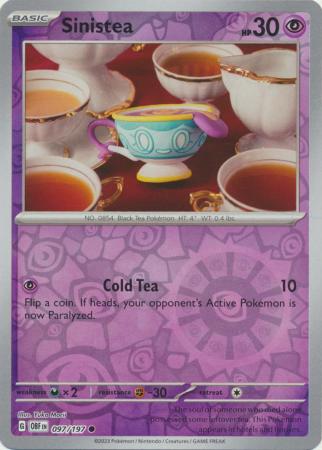 BASIC
Sinistea
HP 30
NO. 0854 Black Tea Pokémon HT: 4" WT: 0.4 lbs.
Cold Tea 10
Flip a coin. If heads, your opponent's Active Pokémon is
now Paralyzed.
weakness ×2 resistance -30 retreat
Illus. Yuka Morii
G OBF EN 097/197
The soul of someone who died alone
possessed some leftover black tea. This
Pokémon appears in hotels and houses.
©2023 Pokémon / Nintendo / Creatures / GAME FREAK